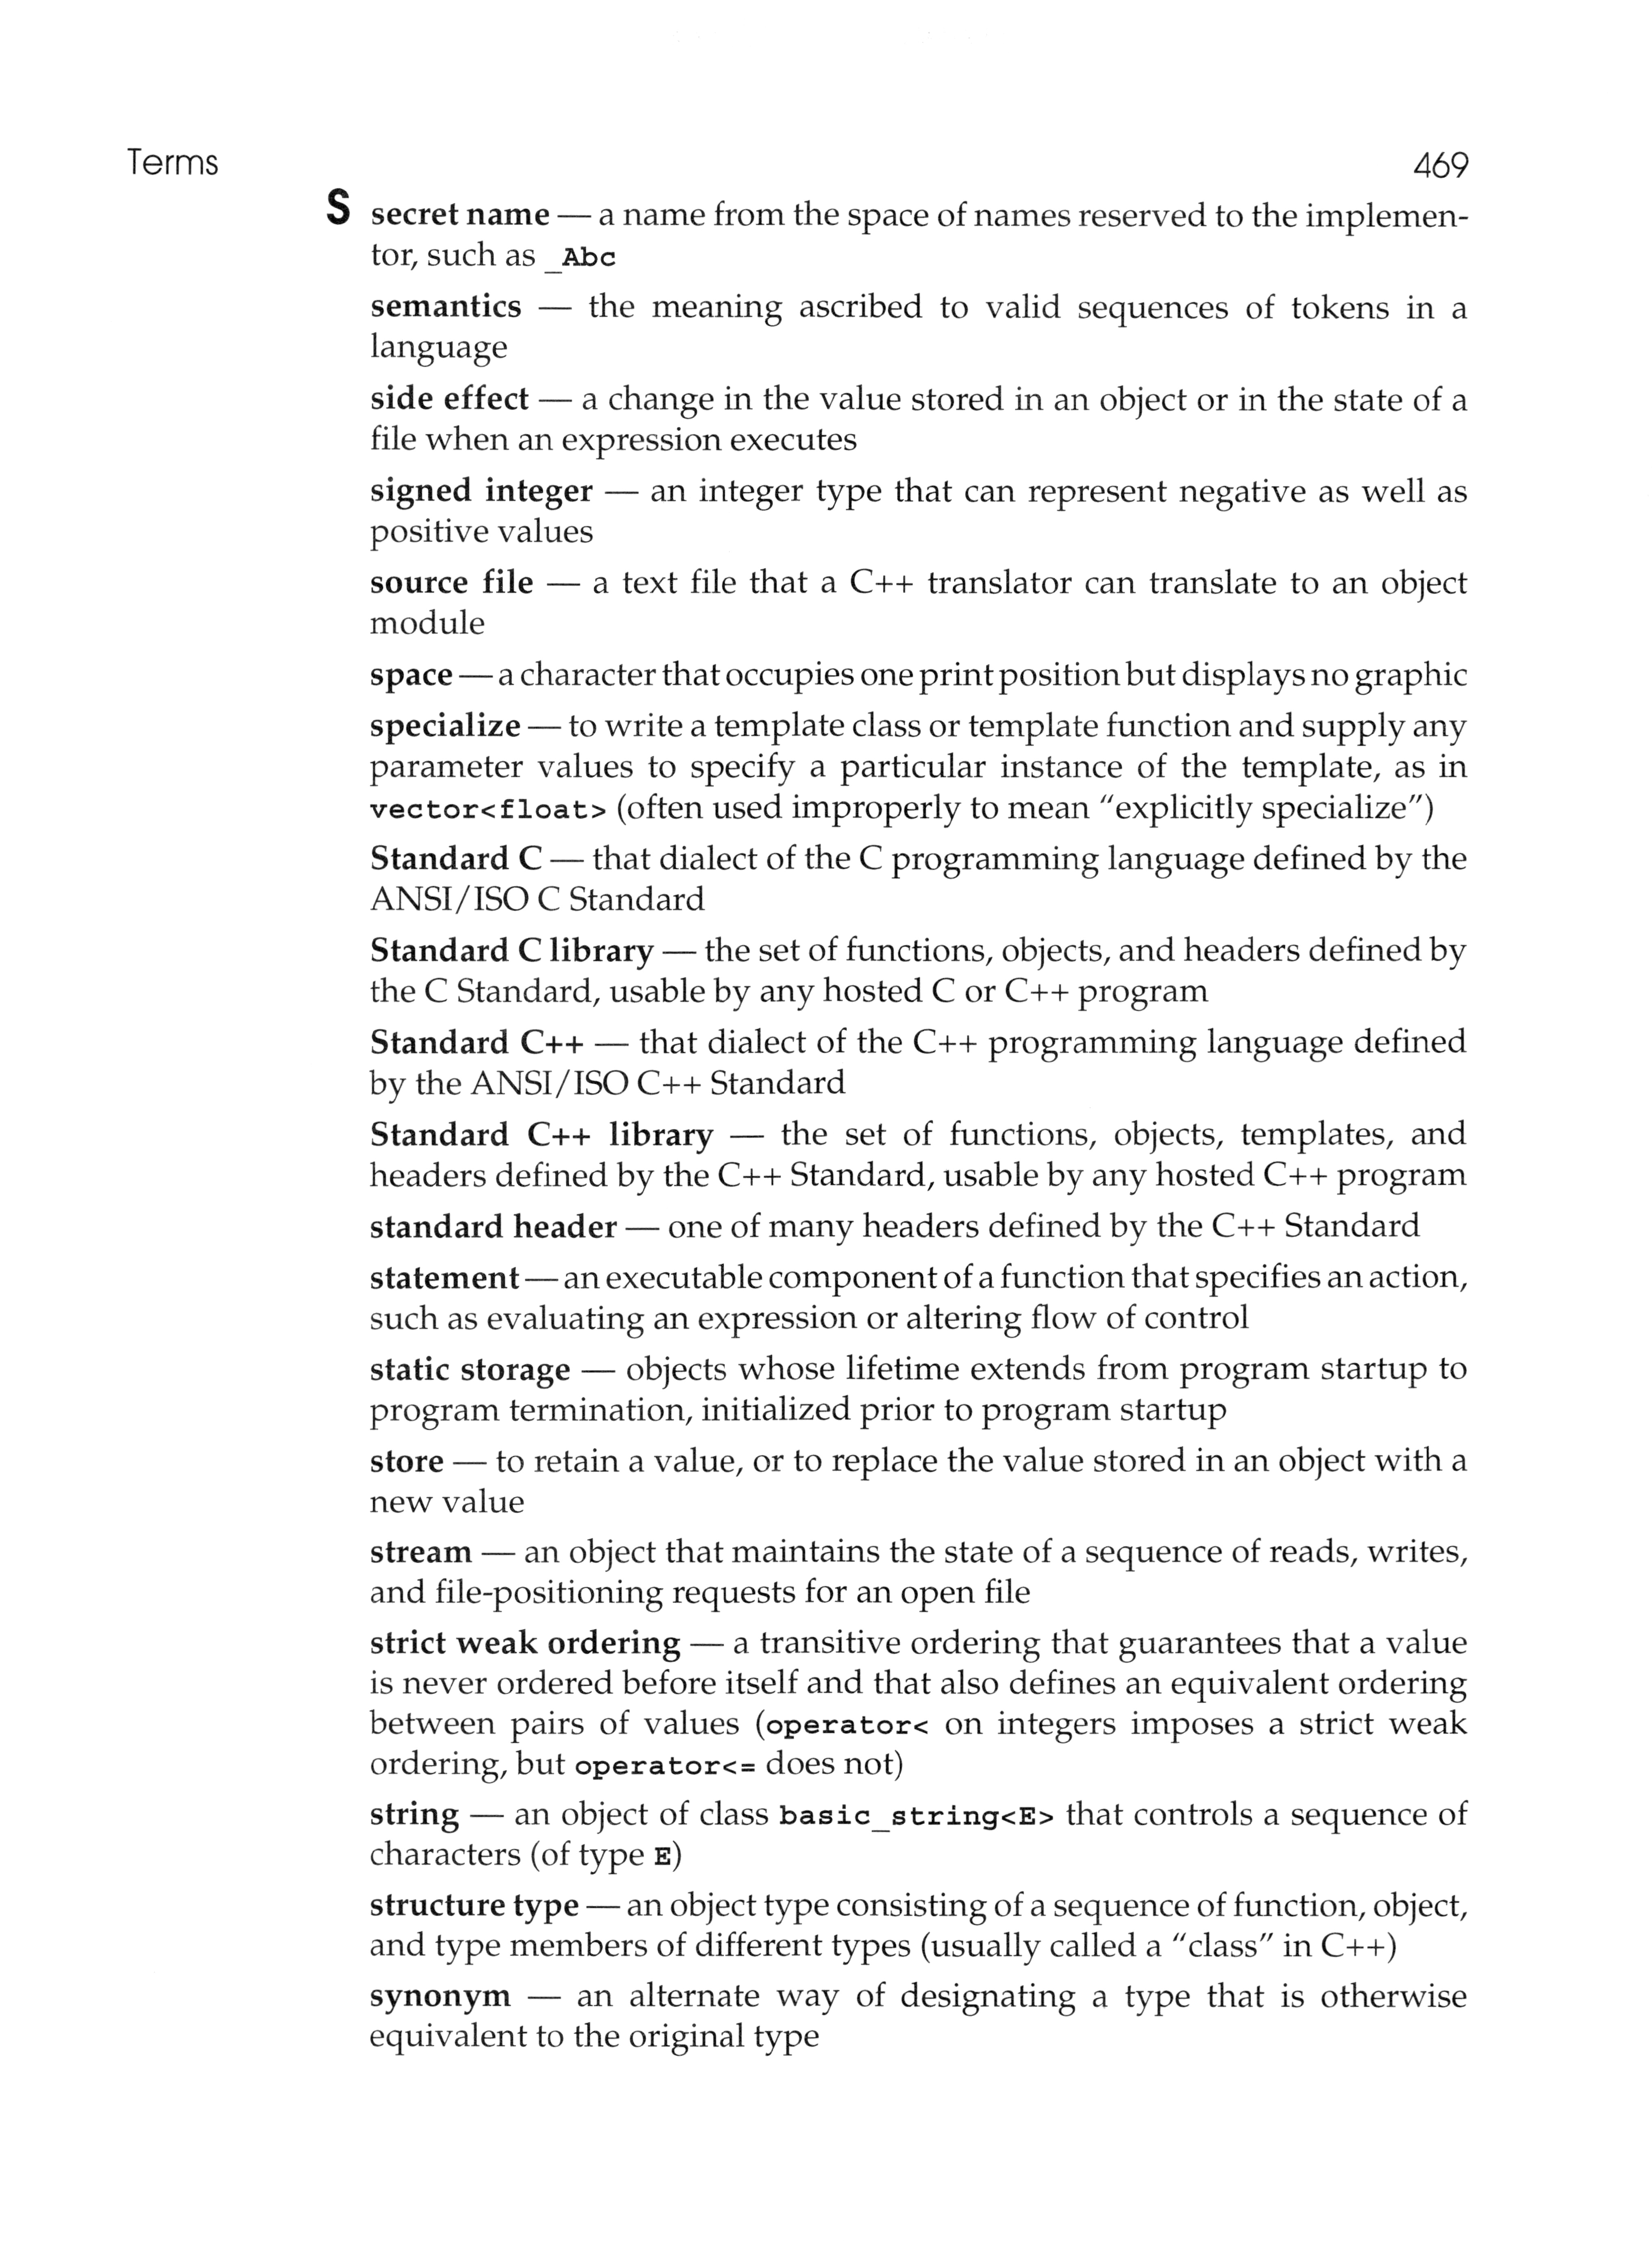 Terms 469
S secret name — a name from the space of names reserved to the implemen-
tor, such as _Abc
semantics — the meaning ascribed to valid sequences of tokens in a
language
side effect — a change in the value stored in an object or in the state of a
file when an expression executes
signed integer — an integer type that can represent negative as well as
positive values
source file — a text file that a C++ translator can translate to an object
module
space — a character that occupies one print position but displays no graphic
specialize — to write a template class or template function and supply any
parameter values to specify a particular instance of the template, as in
vector<float> (often used improperly to mean "explicitly specialize")
Standard C — that dialect of the C programming language defined by the
ANSI/ISO C Standard
Standard C library — the set of functions, objects, and headers defined by
the C Standard, usable by any hosted C or C++ program
Standard C++ — that dialect of the C++ programming language defined
by the ANSI/ISO C++ Standard
Standard C++ library — the set of functions, objects, templates, and
headers defined by the C++ Standard, usable by any hosted C++ program
standard header — one of many headers defined by the C++ Standard
statement — an executable component of a function that specifies an action,
such as evaluating an expression or altering flow of control
static storage — objects whose lifetime extends from program startup to
program termination, initialized prior to program startup
store — to retain a value, or to replace the value stored in an object with a
new value
stream — an object that maintains the state of a sequence of reads, writes,
and file-positioning requests for an open file
strict weak ordering — a transitive ordering that guarantees that a value
is never ordered before itself and that also defines an equivalent ordering
between pairs of values (operator< on integers imposes a strict weak
ordering, but operator<= does not)
string — an object of class basic_string<E> that controls a sequence of
characters (of type E)
structure type — an object type consisting of a sequence of function, object,
and type members of different types (usually called a "class" in C++)
synonym — an alternate way of designating a type that is otherwise
equivalent to the original type